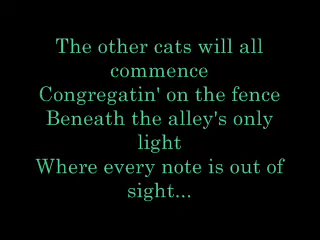 The other cats will all
commence
Congregatin' on the fence
Beneath the alley's only
light
Where every note is out of
sight...